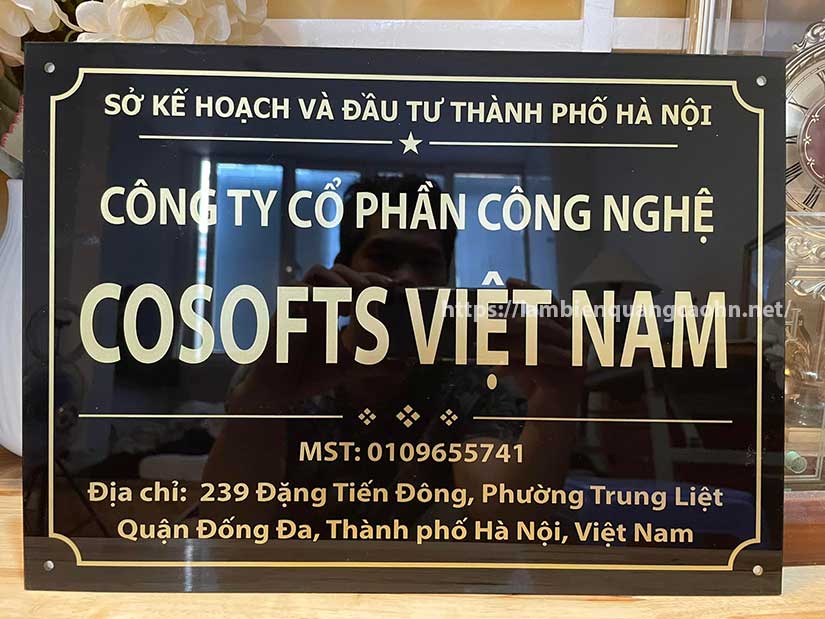 SỞ KẾ HOẠCH VÀ ĐẦU TƯ THÀNH PHỐ HÀ NỘI
CÔNG TY CỔ PHẦN CÔNG NGHỆ
COSOFTS VIỆT NAM
https://lambienquangcaohn.net/
MST: 0109655741
Địa chỉ: 239 Đặng Tiến Đông, Phường Trung Liệt
Quận Đống Đa, Thành phố Hà Nội, Việt Nam